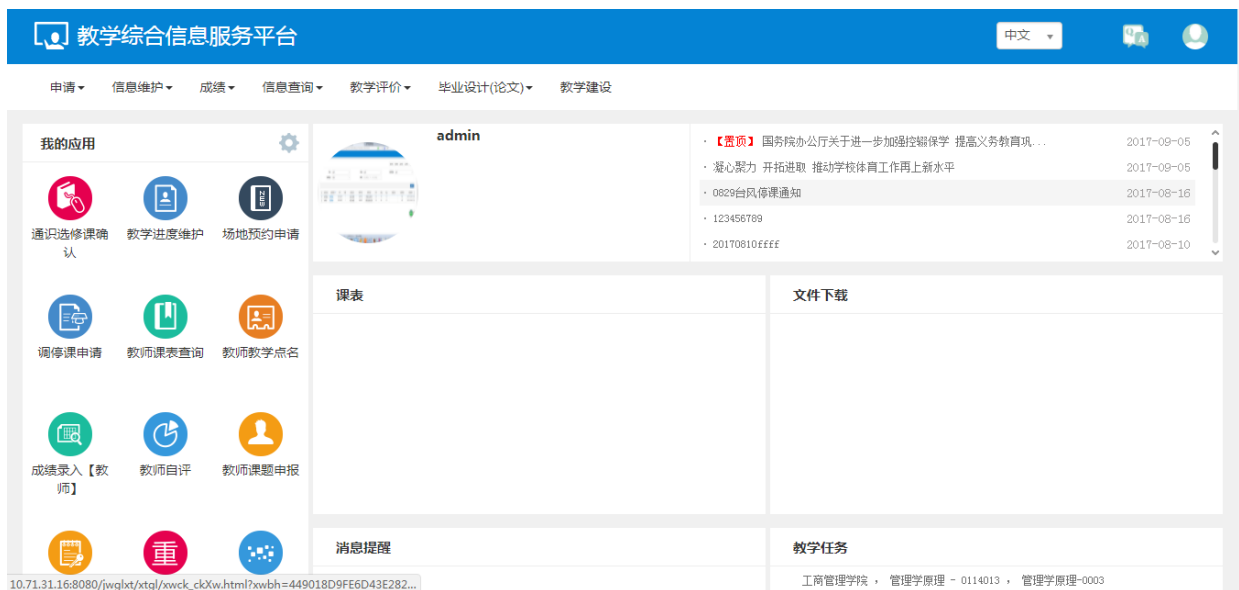 教学综合信息服务平台
中文
申请 信息维护 成绩 信息查询 教学评价 毕业设计(论文) 教学建设
我的应用
通识选修课确认
教学进度维护
场地预约申请
调停课申请
教师课表查询
教师教学点名
成绩录入【教师】
教师自评
教师课题申报
重
admin
·【置顶】国务院办公厅关于进一步加强控辍保学 提高义务教育巩... 2017-09-05
· 凝心聚力 开拓进取 推动学校体育工作再上新水平 2017-09-05
· 0829台风停课通知 2017-08-16
· 123456789 2017-08-16
· 20170810ffff 2017-08-10
课表
文件下载
消息提醒
教学任务
工商管理学院 , 管理学原理 - 0114013 , 管理学原理-0003
10.71.31.16:8080/jwglxt/xtgl/xwck_ckXw.html?xwbh=449018D9FE6D43E282...